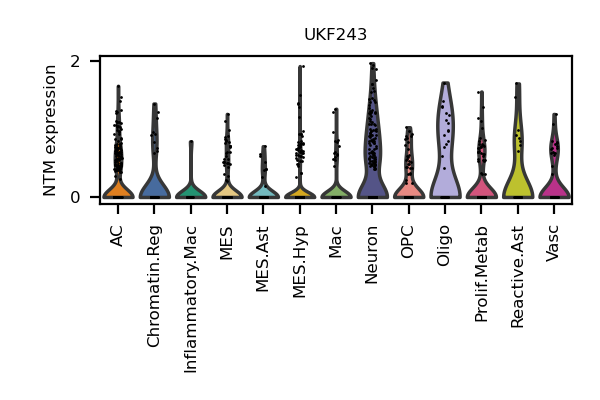 UKF243
NTM expression
2
0
AC
Chromatin.Reg
Inflammatory.Mac
MES
MES.Ast
MES.Hyp
Mac
Neuron
OPC
Oligo
Prolif.Metab
Reactive.Ast
Vasc